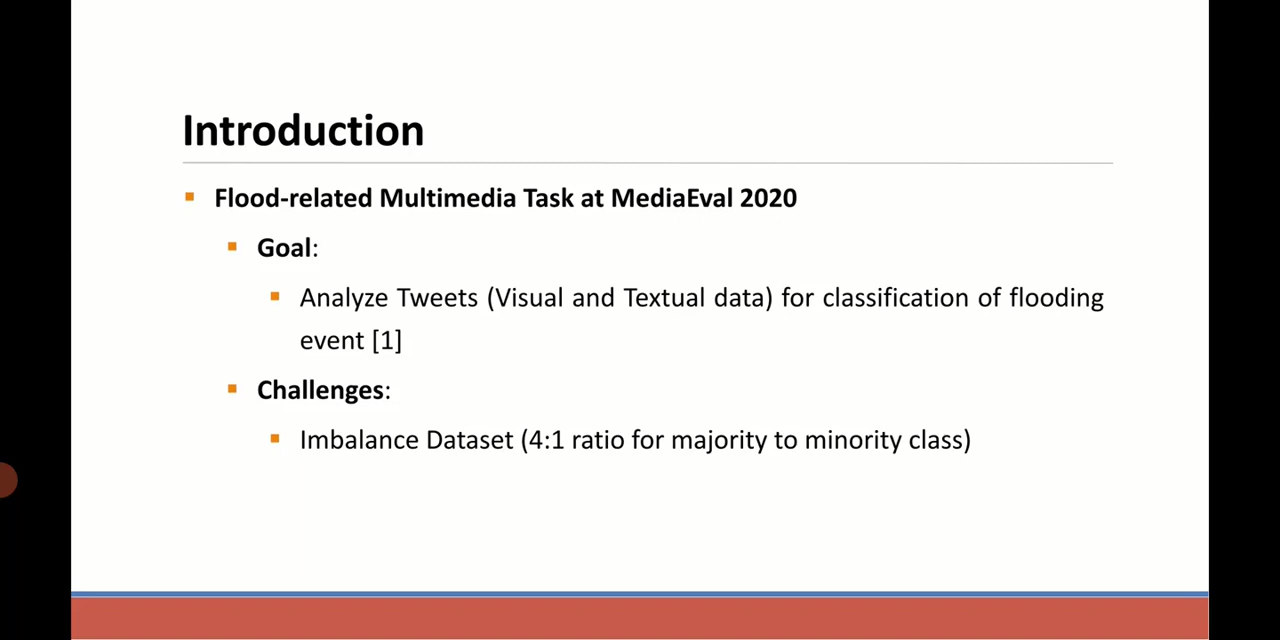 Introduction
Flood-related Multimedia Task at MediaEval 2020
Goal:
Analyze Tweets (Visual and Textual data) for classification of flooding
event [1]
Challenges:
Imbalance Dataset (4:1 ratio for majority to minority class)